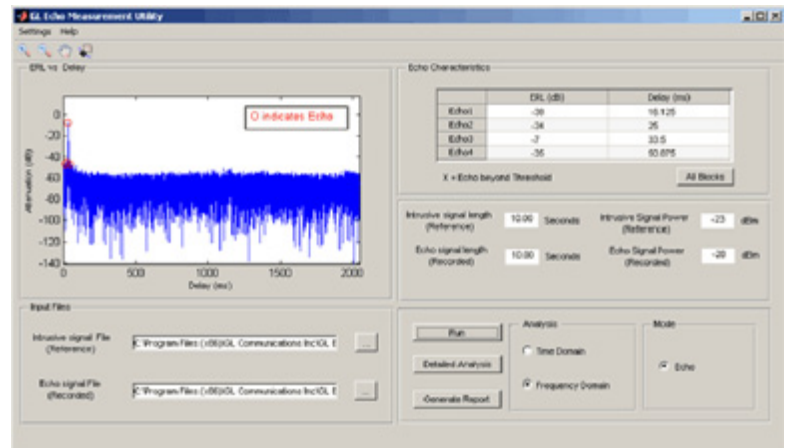 GL Echo Measurement Utility
Settings Help
ERL vs Delay
O indicates Echo
Attenuation (dB)
0
-20
-40
-60
-80
-100
-120
-140
0 500 1000 1500 2000
Delay (ms)
Echo Characteristics
ERL (dB) Delay (ms)
Echo1 -38 16.125
Echo2 -34 25
Echo3 -7 33.5
Echo4 -35 60.875
X = Echo beyond Threshold
All Blocks
Intrusive signal length (Reference) 10.00 Seconds
Intrusive Signal Power (Reference) -23 dBm
Echo signal length (Recorded) 10.00 Seconds
Echo Signal Power (Recorded) -28 dBm
Input Files
Intrusive signal File (Reference)
C:\Program Files (x86)\GL Communications Inc\GL E
...
Echo signal File (Recorded)
C:\Program Files (x86)\GL Communications Inc\GL E
...
Run
Detailed Analysis
Generate Report
Analysis
Time Domain
Frequency Domain
Mode
Echo